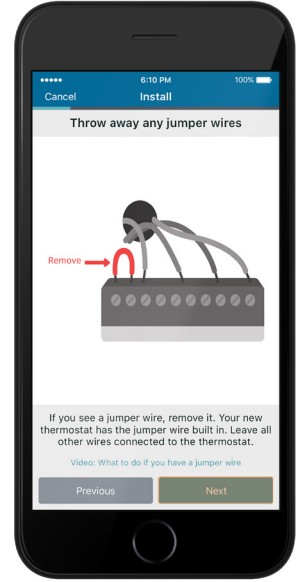 6:10 PM
100%
Cancel
Install
Throw away any jumper wires
Remove
If you see a jumper wire, remove it. Your new
thermostat has the jumper wire built in. Leave all
other wires connected to the thermostat.
Video: What to do if you have a jumper wire
Previous
Next